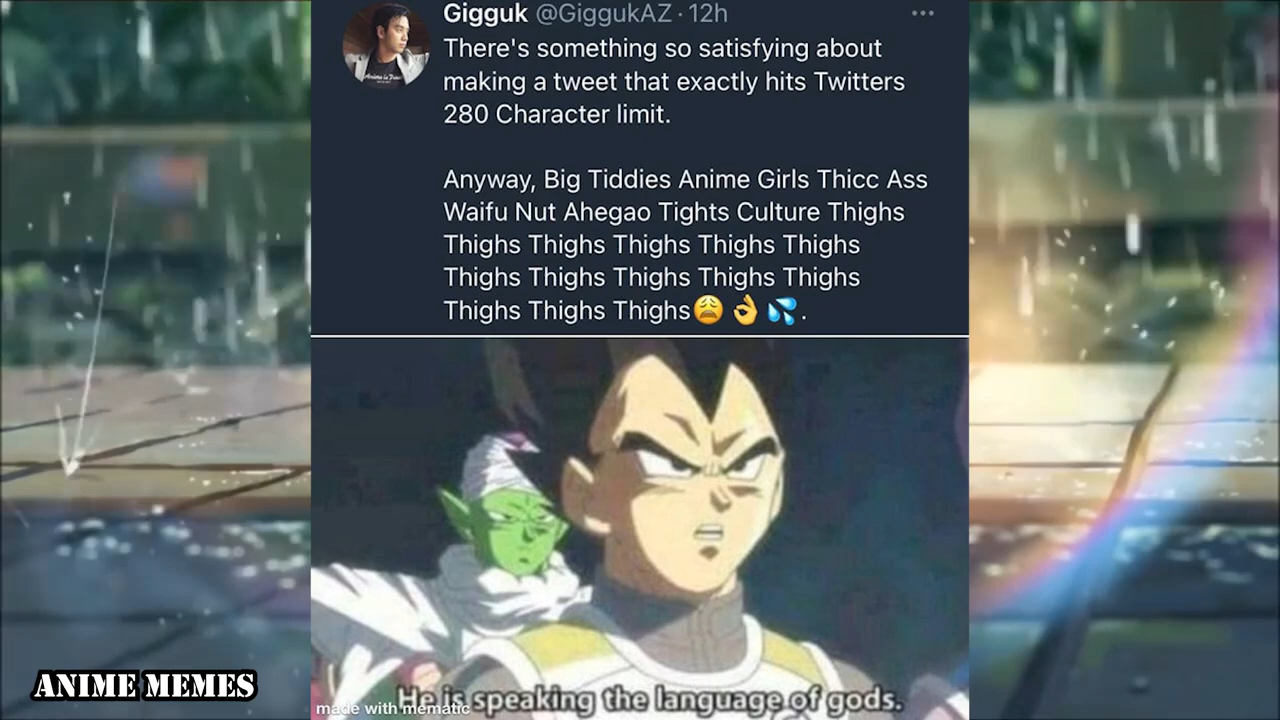 Gigguk @GiggukAZ · 12h
There's something so satisfying about
making a tweet that exactly hits Twitters
280 Character limit.
Anyway, Big Tiddies Anime Girls Thicc Ass
Waifu Nut Ahegao Tights Culture Thighs
Thighs Thighs Thighs Thighs Thighs
Thighs Thighs Thighs Thighs Thighs
Thighs Thighs Thighs😩👌💦.
He is speaking the language of gods.
made with mematic
ANIME MEMES